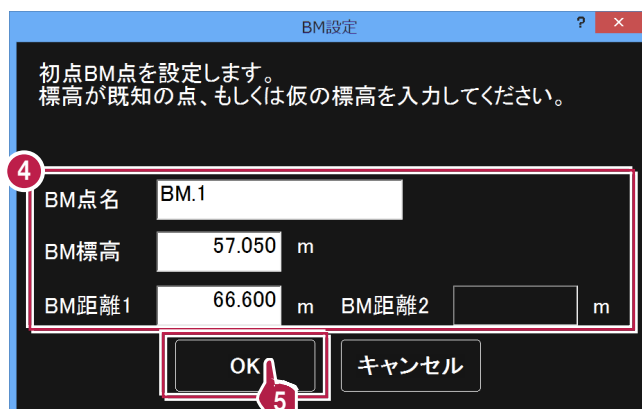 BM設定 ? ×
初点BM点を設定します。
標高が既知の点、もしくは仮の標高を入力してください。
4
BM点名 BM.1
BM標高 57.050 m
BM距離1 66.600 m BM距離2 m
OK キャンセル
5